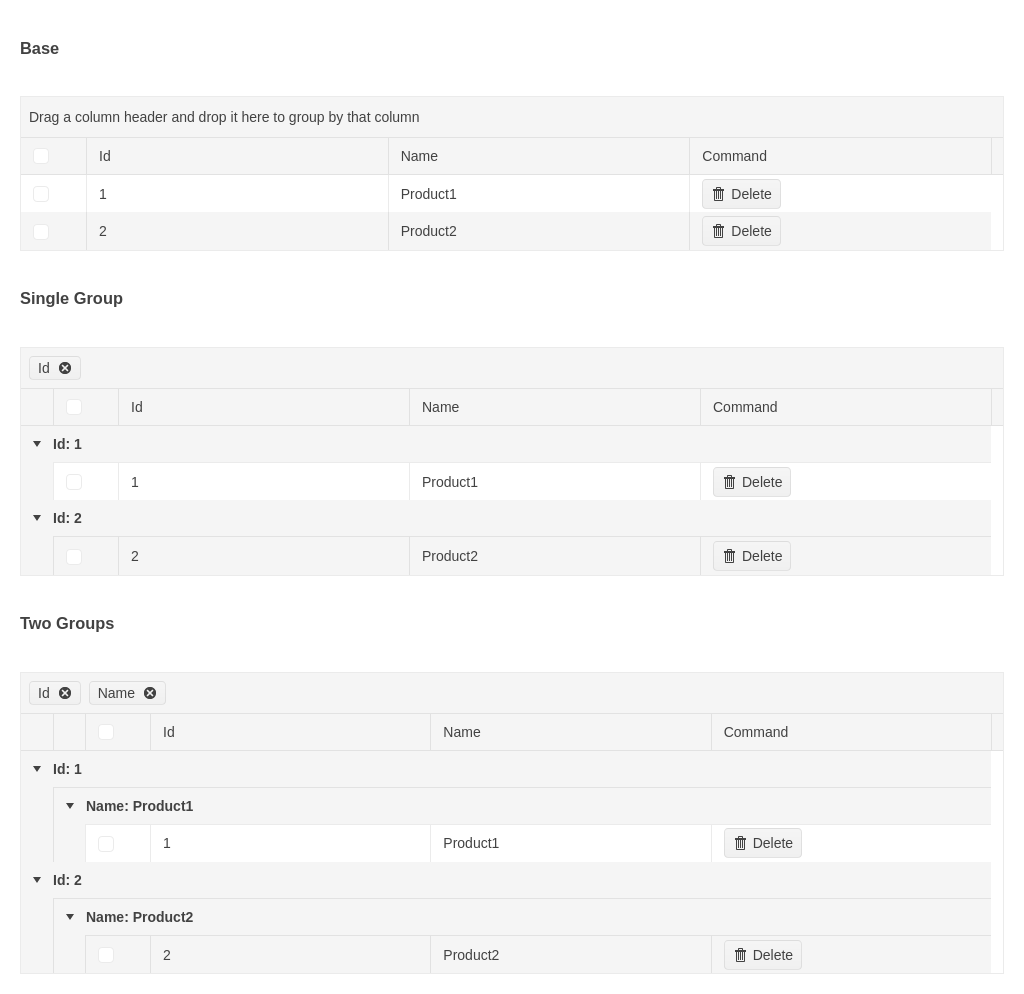 Base
Drag a column header and drop it here to group by that column
Id Name Command
1 Product1 Delete
2 Product2 Delete
Single Group
Id
Id Name Command
Id: 1
1 Product1 Delete
Id: 2
2 Product2 Delete
Two Groups
Id Name
Id Name Command
Id: 1
Name: Product1
1 Product1 Delete
Id: 2
Name: Product2
2 Product2 Delete